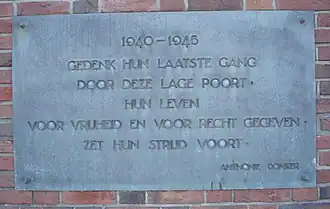 1940-1945
GEDENK HUN LAATSTE GANG
DOOR DEZE LAGE POORT·
HUN LEVEN
VOOR VRIJHEID EN VOOR RECHT GEGEVEN·
ZET HUN STRIJD VOORT·
ANTHONIE DONKER